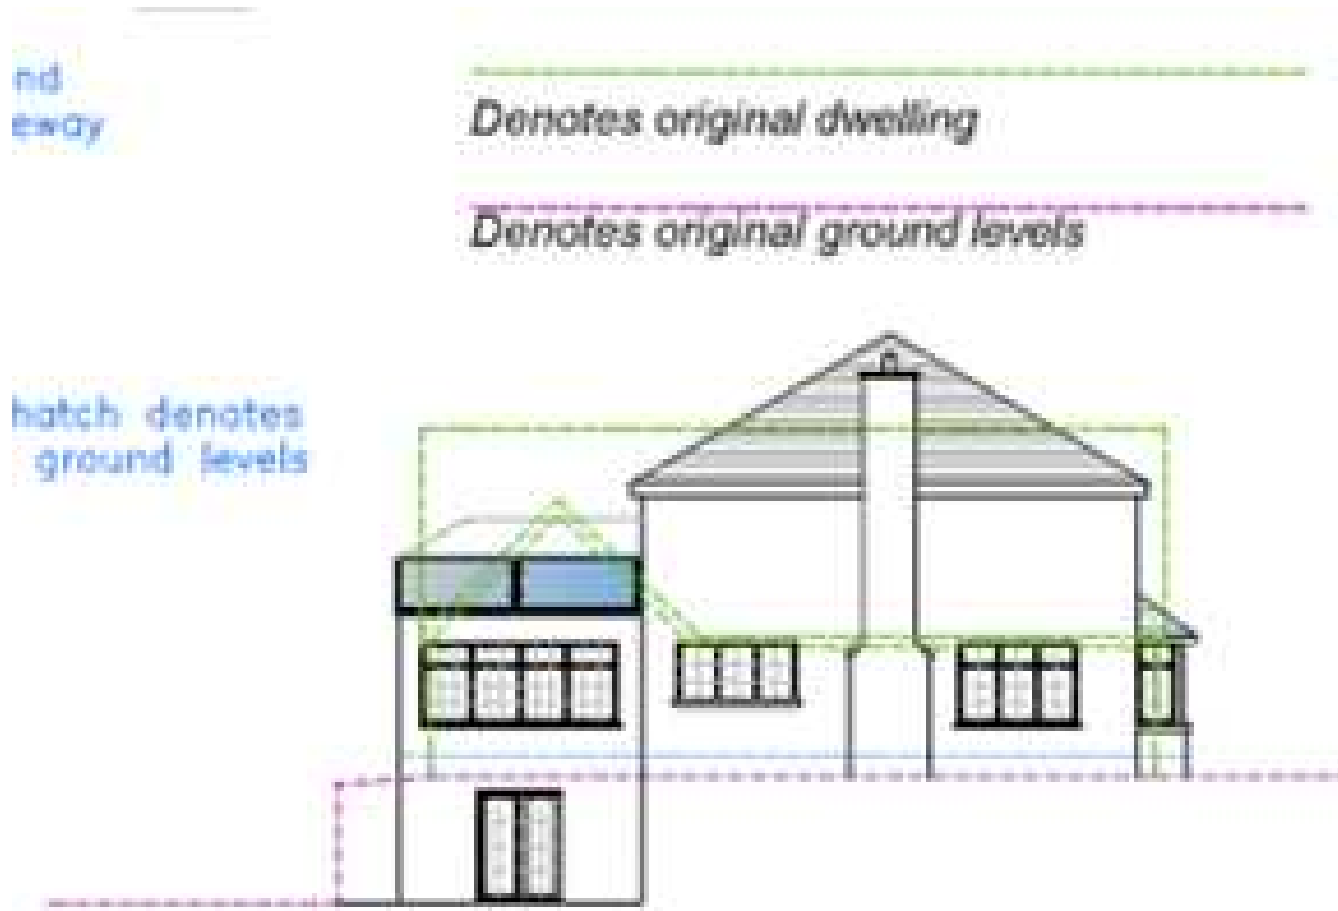 nd
eway
Denotes original dwelling
Denotes original ground levels
hatch denotes
ground levels